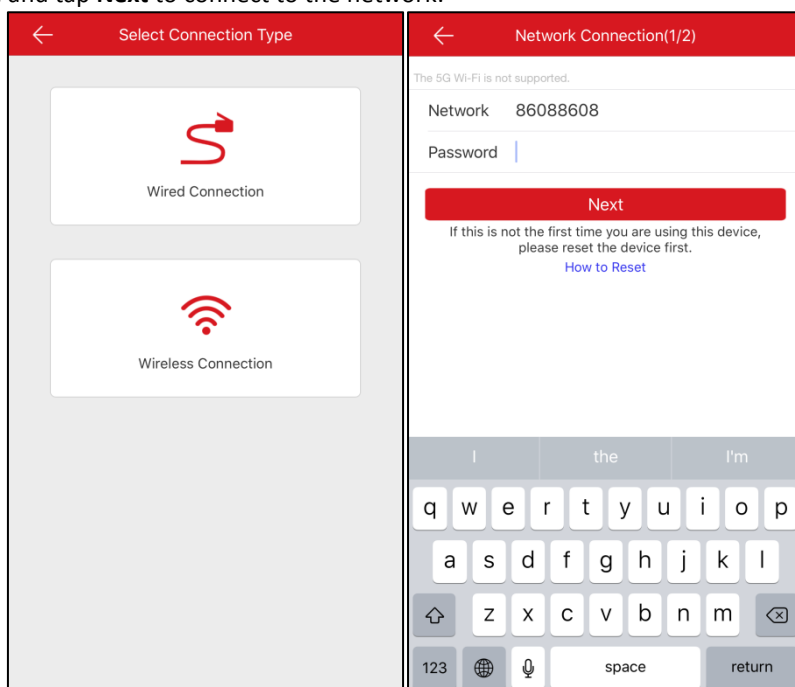 and tap Next to connect to the network.
Select Connection Type
Wired Connection
Wireless Connection
Network Connection(1/2)
The 5G Wi-Fi is not supported.
Network 86088608
Password
Next
If this is not the first time you are using this device,
please reset the device first.
How to Reset
I the I'm
q w e r t y u i o p
a s d f g h j k l
z x c v b n m
123 space return